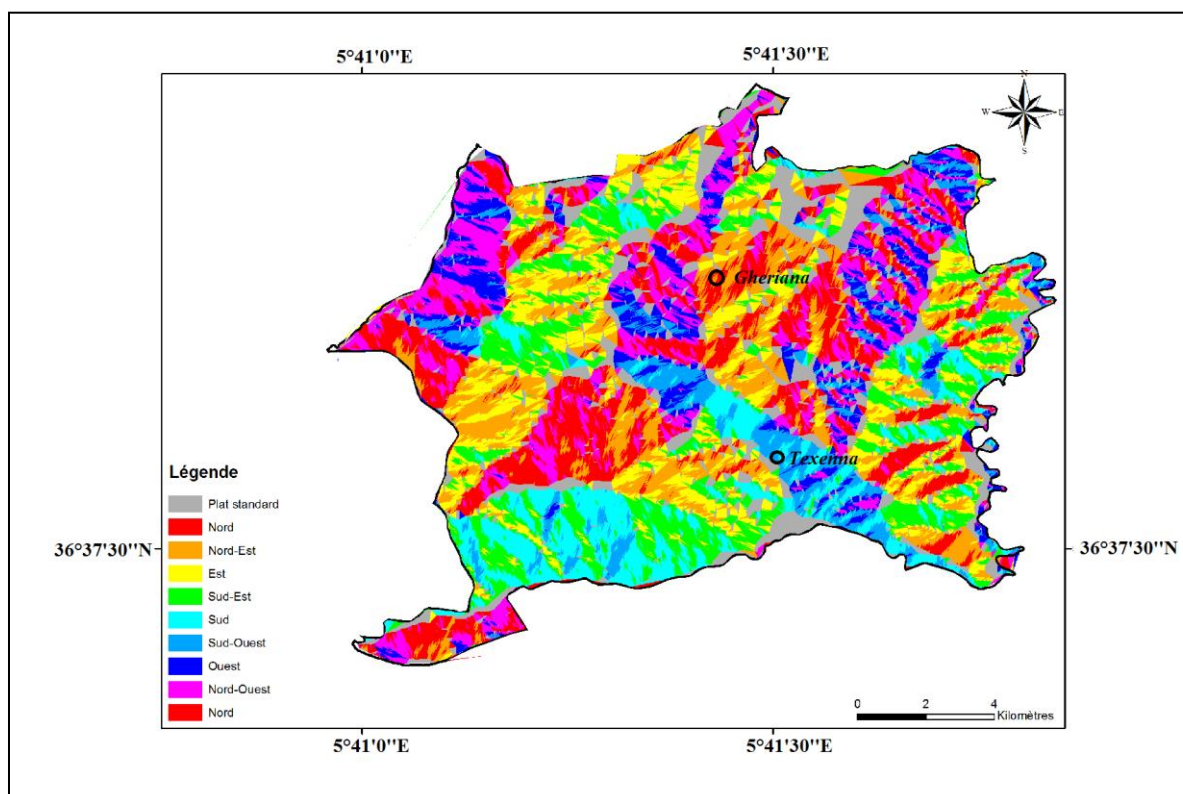 5°41'0"E
5°41'30"E
N
W
E
S
Gheriana
Texenna
Légende
Plat standard
Nord
Nord-Est
Est
Sud-Est
Sud
Sud-Ouest
Ouest
Nord-Ouest
Nord
36°37'30"N
36°37'30"N
0 2 4
Kilomètres
5°41'0"E
5°41'30"E